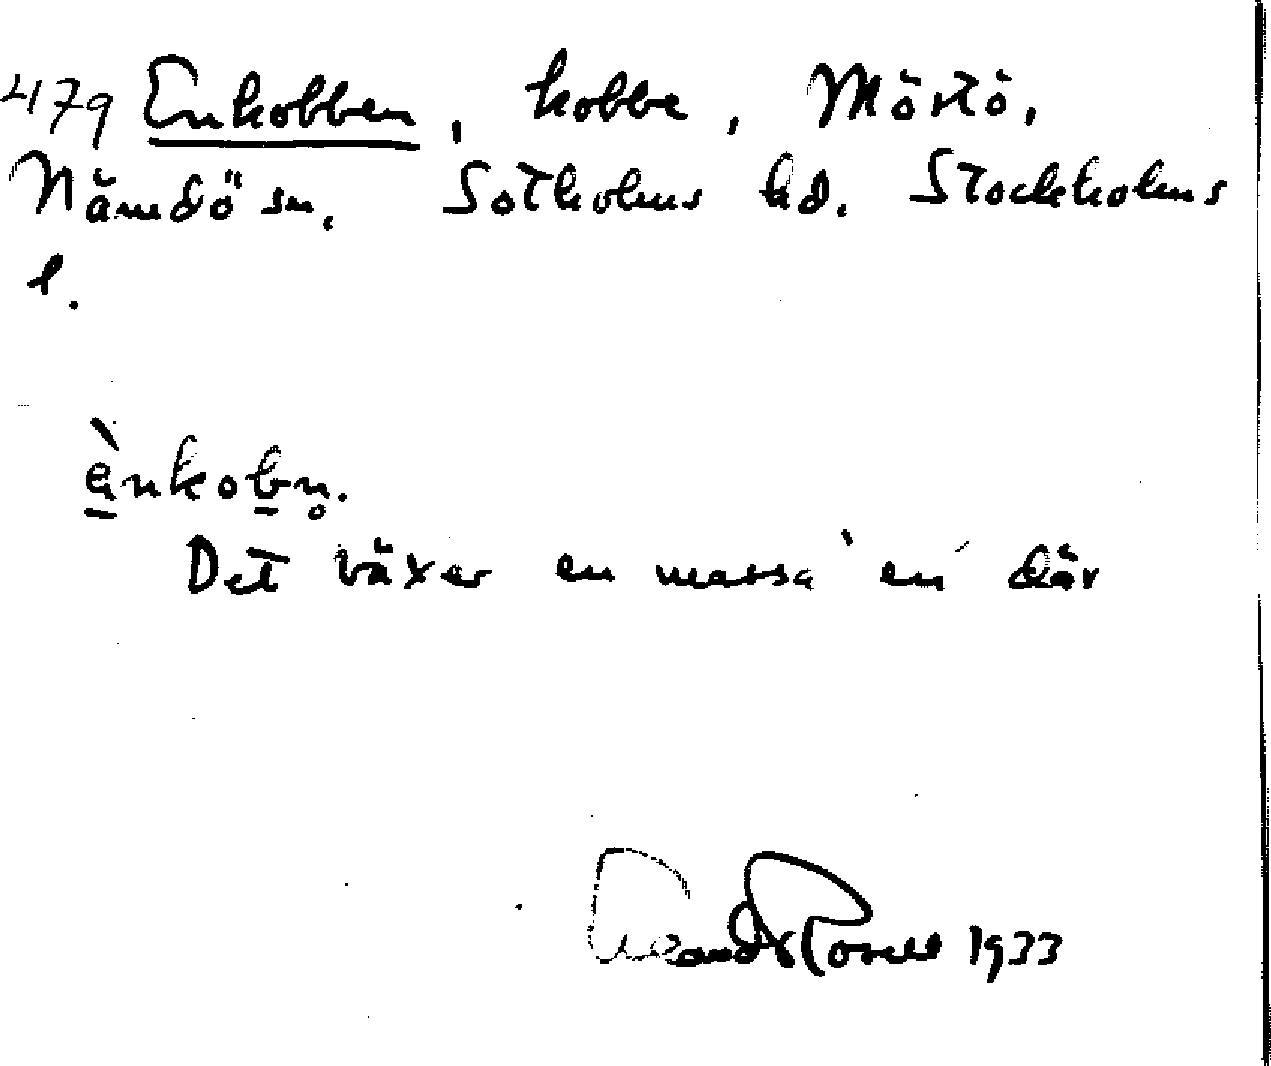 479 Enkobben, kobbe, Mörtö,
Nämdö sn. Sotholms hd. Stockholms
l.
ènkobn̥.
Det växer en massa `en´ där
1933